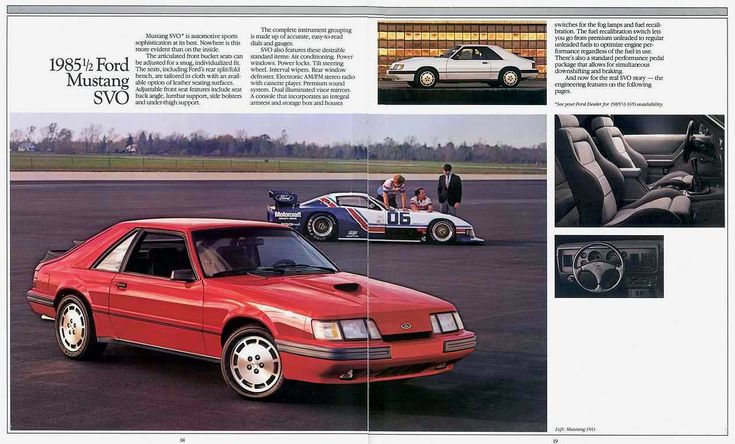 1985½ Ford
Mustang
SVO
Mustang SVO* is automotive sports
sophistication at its best. Nowhere is this
more evident than on the inside.
The articulated front bucket seats can
be adjusted for a snug, individualized fit.
The seats, including Ford's rear splitfold
bench, are tailored in cloth with an avail-
able option of leather seating surfaces.
Adjustable front seat features include seat
back angle, lumbar support, side bolsters
and under-thigh support.
The complete instrument grouping
is made up of accurate, easy-to-read
dials and gauges.
SVO also features these desirable
standard items: Air conditioning. Power
windows. Power locks. Tilt steering
wheel. Interval wipers. Rear window
defroster. Electronic AM/FM stereo radio
with cassette player. Premium sound
system. Dual illuminated visor mirrors.
A console that incorporates an integral
armrest and storage box and houses
switches for the fog lamps and fuel recali-
bration. The fuel recalibration switch lets
you go from premium unleaded to regular
unleaded fuels to optimize engine per-
formance regardless of the fuel in use.
There's also a standard performance pedal
package that allows for simultaneous
downshifting and braking.
And now for the real SVO story — the
engineering features on the following
pages.
*See your Ford Dealer for 1985½ SVO availability.
Ford
Motorcraft
06
Ford
Left: Mustang SVO
18
19